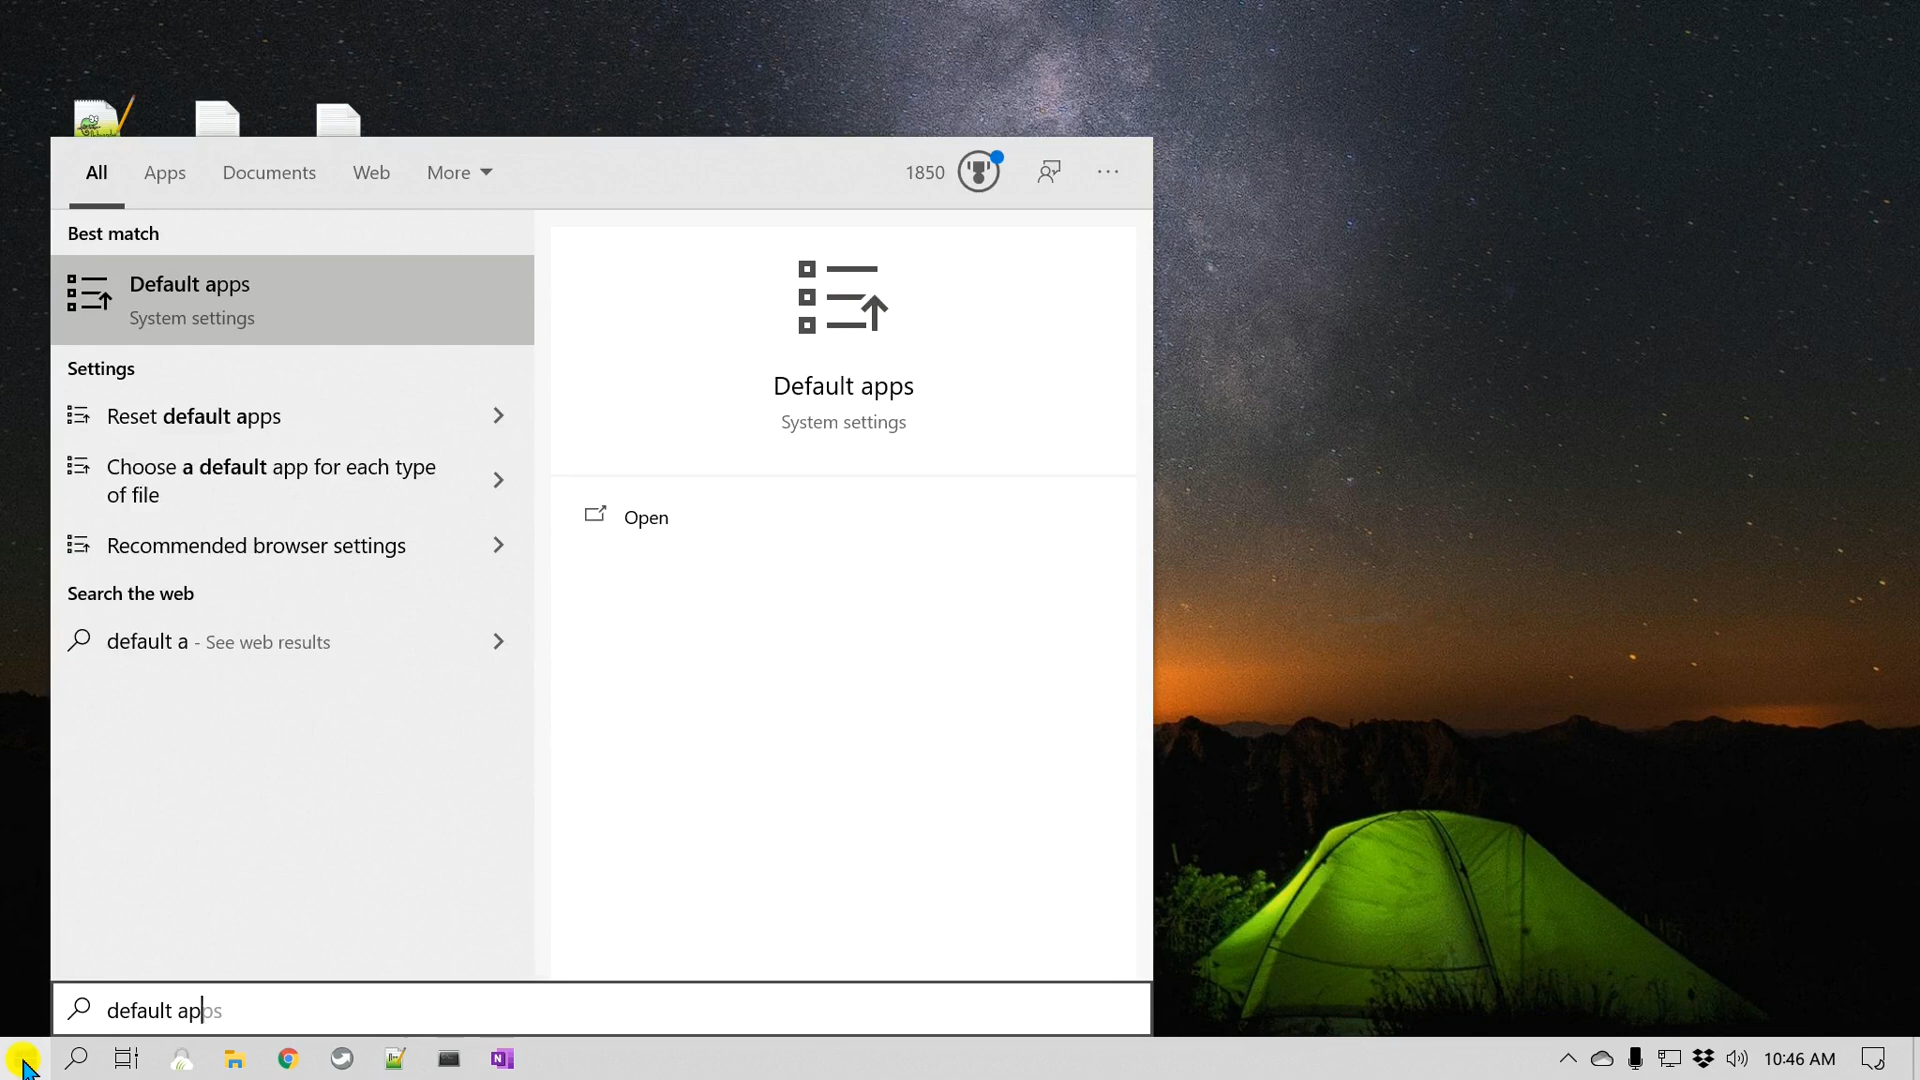 All Apps Documents Web More 1850 ...
Best match
Default apps
System settings
Settings
Reset default apps
Choose a default app for each type
of file
Recommended browser settings
Search the web
default a - See web results
Default apps
System settings
Open
default apps
N 10:46 AM